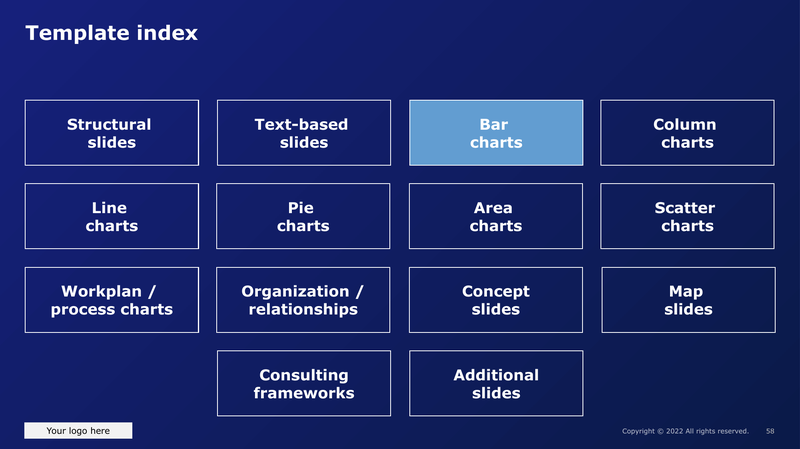 Template index
Structural
slides
Text-based
slides
Bar
charts
Column
charts
Line
charts
Pie
charts
Area
charts
Scatter
charts
Workplan /
process charts
Organization /
relationships
Concept
slides
Map
slides
Consulting
frameworks
Additional
slides
Your logo here
Copyright © 2022 All rights reserved. 58